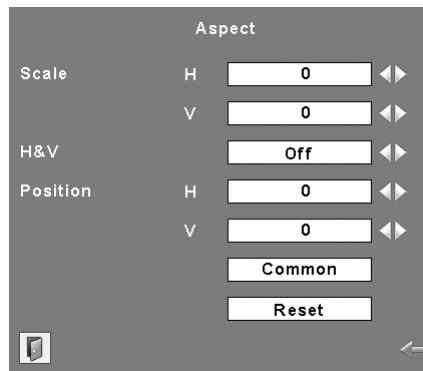 Aspect
Scale H 0
V 0
H&V Off
Position H 0
V 0
Common
Reset